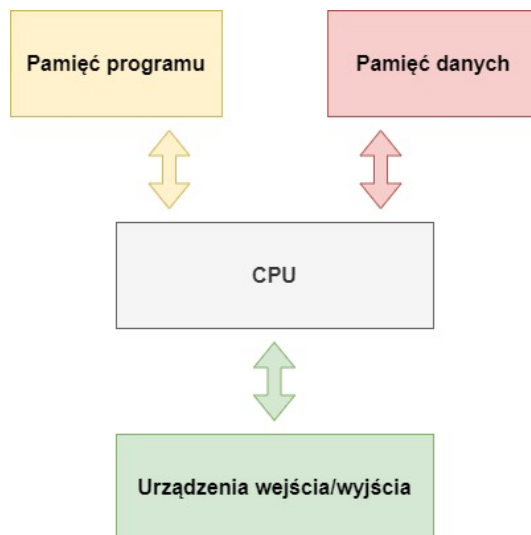 Pamięć programu
Pamięć danych
CPU
Urządzenia wejścia/wyjścia